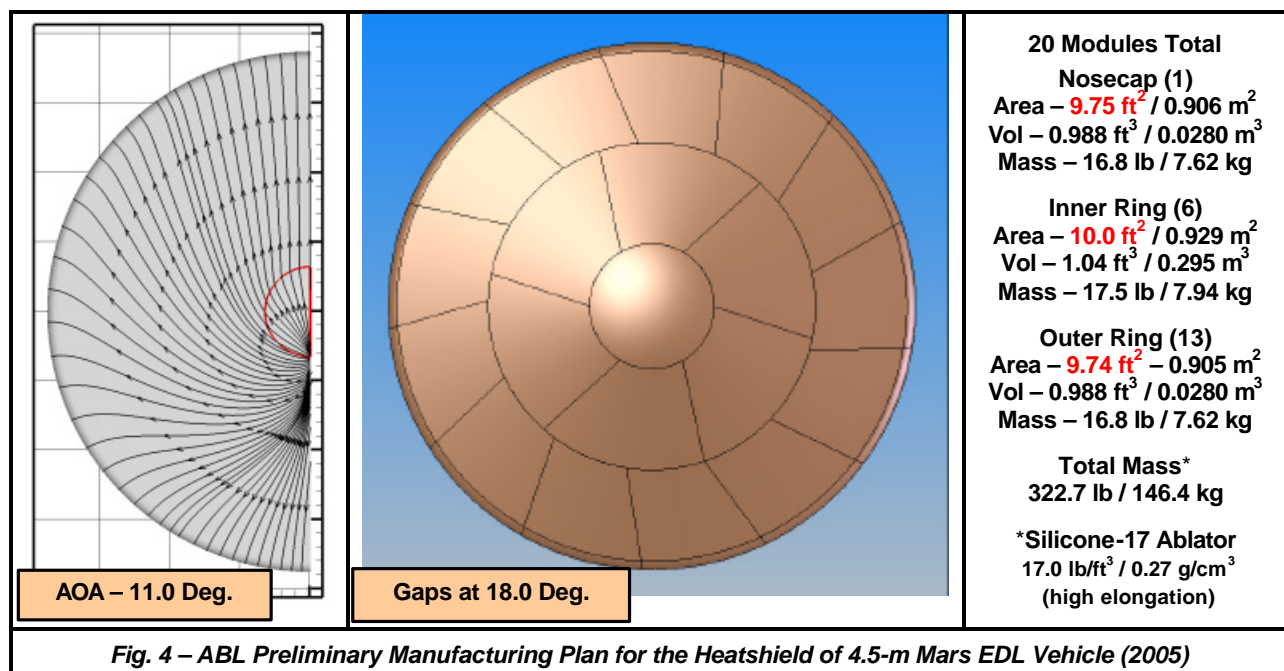 AOA – 11.0 Deg.
Gaps at 18.0 Deg.
20 Modules Total
Nosecap (1)
Area – 9.75 ft² / 0.906 m²
Vol – 0.988 ft³ / 0.0280 m³
Mass – 16.8 lb / 7.62 kg
Inner Ring (6)
Area – 10.0 ft² / 0.929 m²
Vol – 1.04 ft³ / 0.295 m³
Mass – 17.5 lb / 7.94 kg
Outer Ring (13)
Area – 9.74 ft² – 0.905 m²
Vol – 0.988 ft³ / 0.0280 m³
Mass – 16.8 lb / 7.62 kg
Total Mass*
322.7 lb / 146.4 kg
*Silicone-17 Ablator
17.0 lb/ft³ / 0.27 g/cm³
(high elongation)
Fig. 4 – ABL Preliminary Manufacturing Plan for the Heatshield of 4.5-m Mars EDL Vehicle (2005)